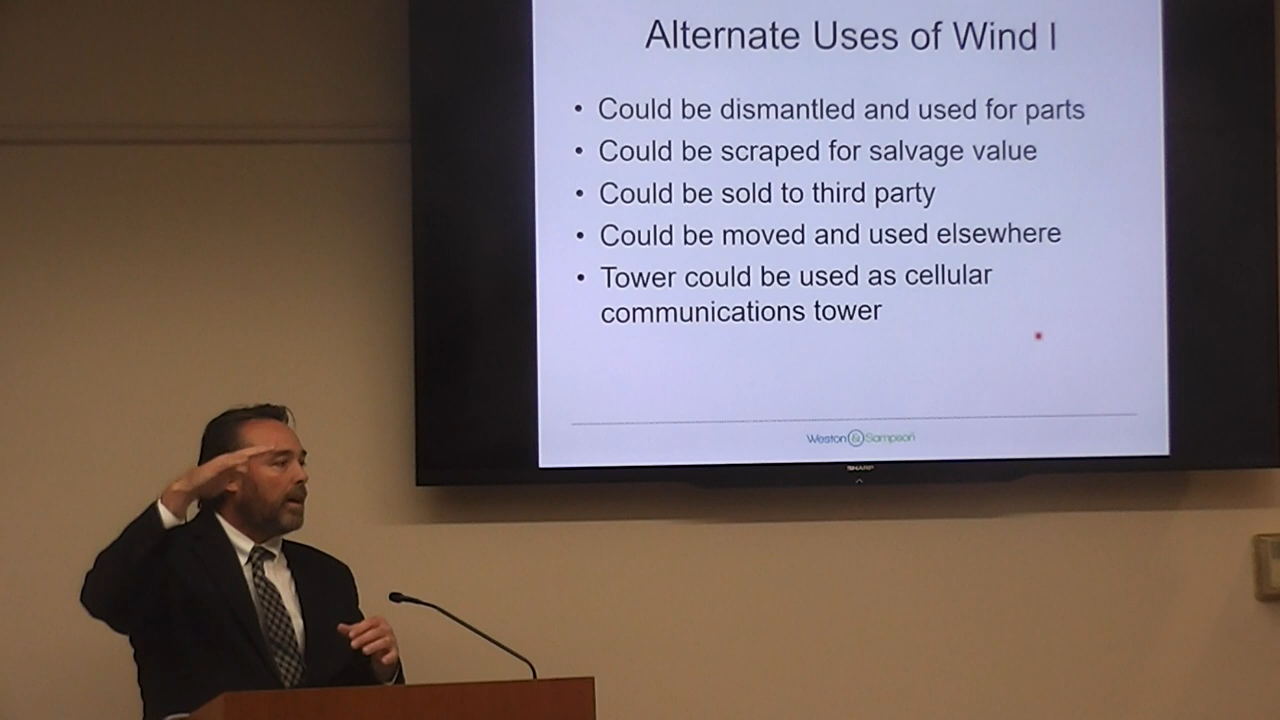 Alternate Uses of Wind I
• Could be dismantled and used for parts
• Could be scraped for salvage value
• Could be sold to third party
• Could be moved and used elsewhere
• Tower could be used as cellular
communications tower
Weston & Sampson
SHARP